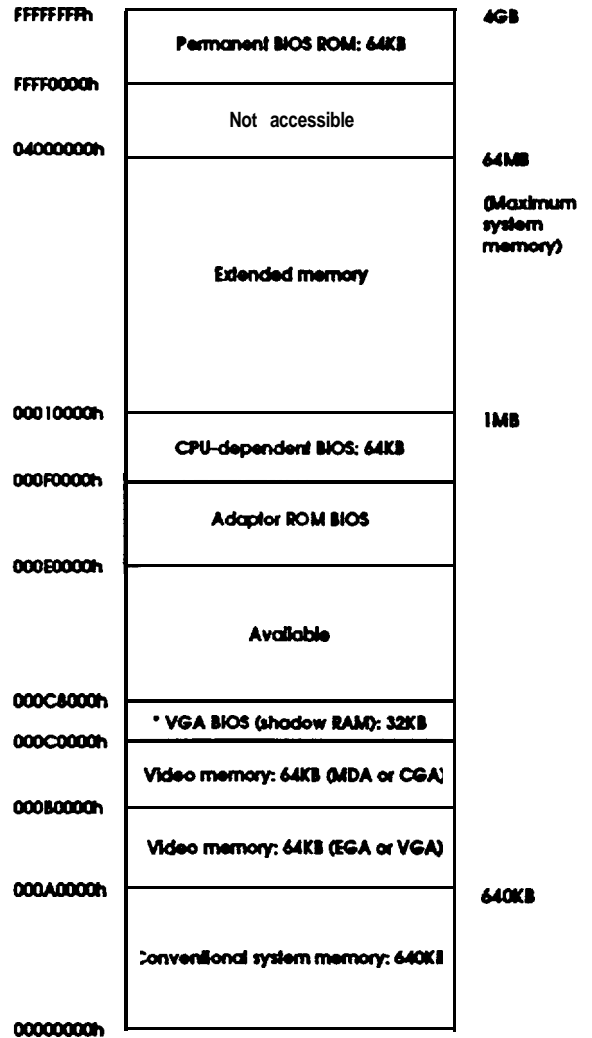 FFFFFFFFh
4GB
Permanent BIOS ROM: 64KB
FFFF0000h
Not accessible
04000000h
64MB
(Maximum
system
memory)
Extended memory
00010000h
1MB
CPU-dependent BIOS: 64KB
000F0000h
Adaptor ROM BIOS
000E0000h
Available
000C8000h
* VGA BIOS (shadow RAM): 32KB
000C0000h
Video memory: 64KB (MDA or CGA)
000B0000h
Video memory: 64KB (EGA or VGA)
000A0000h
640KB
Conventional system memory: 640KB
00000000h